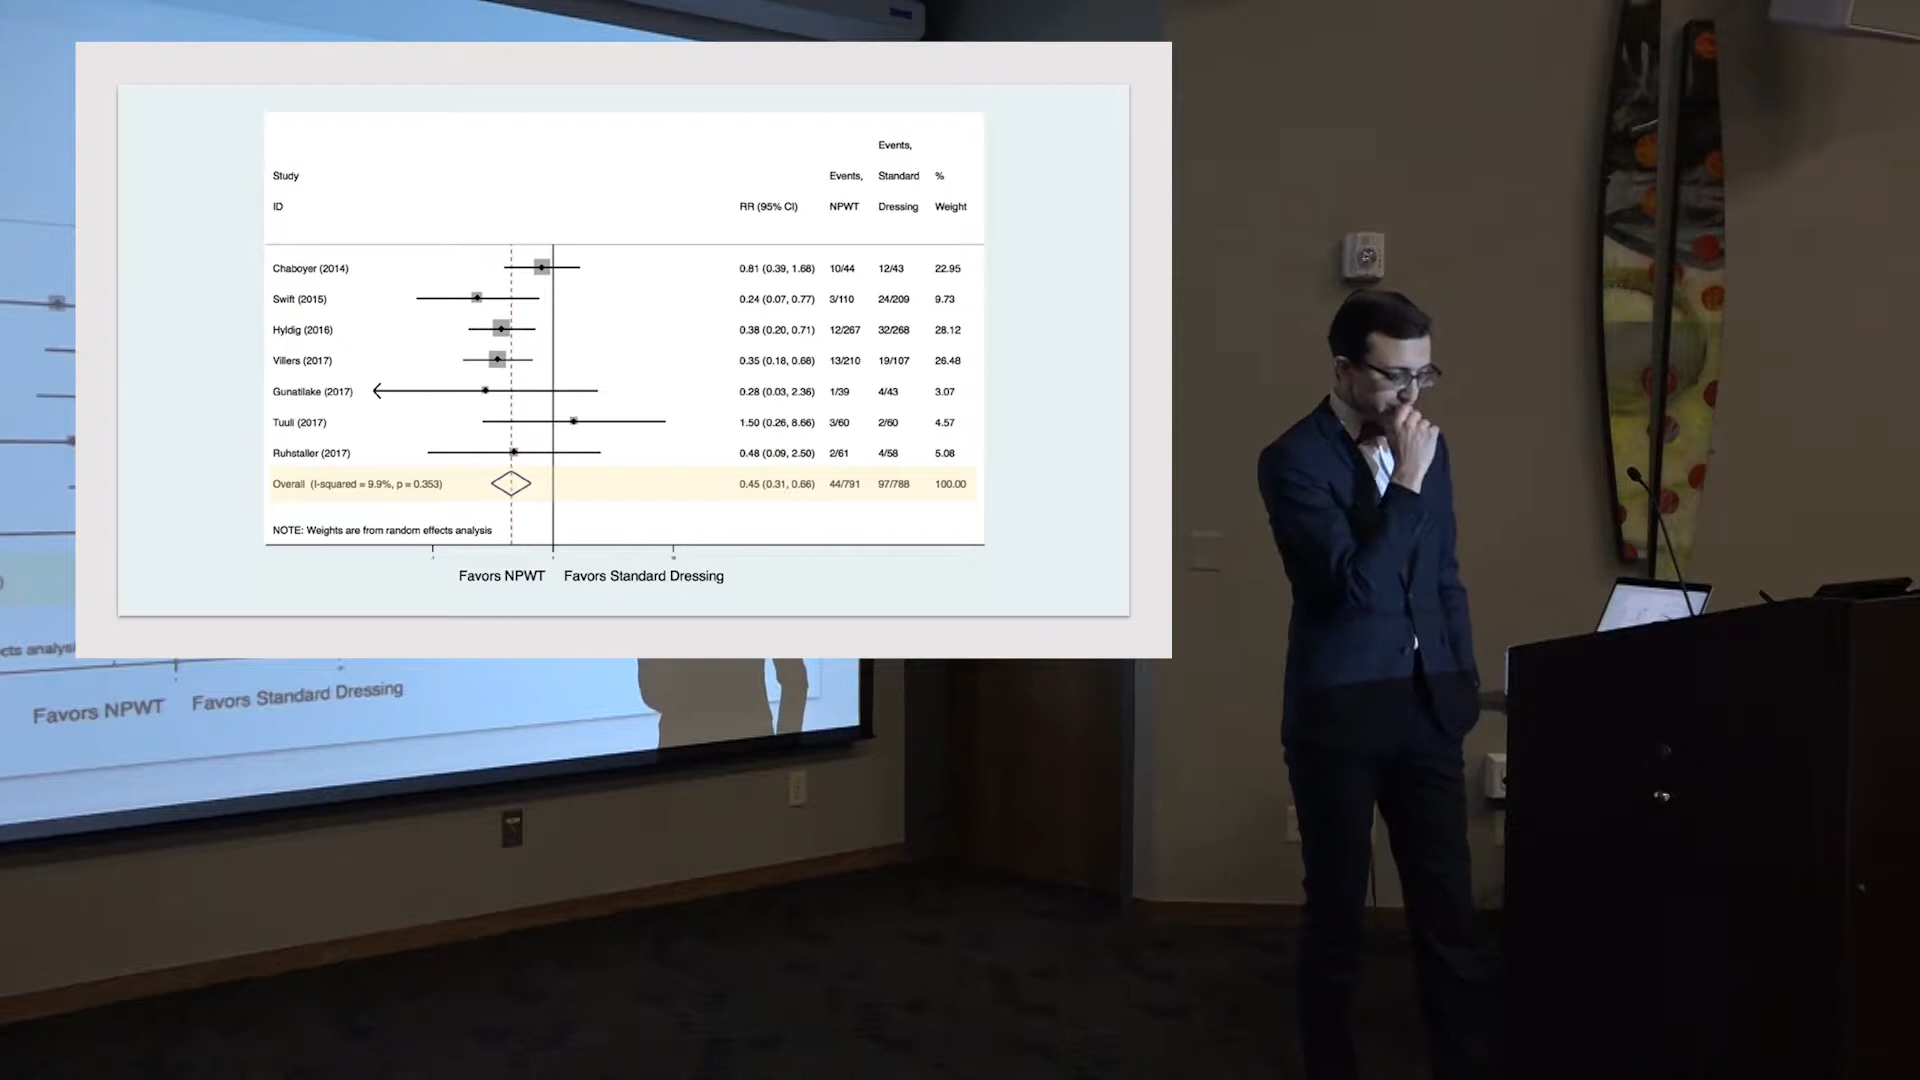 Events,
Study Events, Standard %
ID RR (95% CI) NPWT Dressing Weight
Chaboyer (2014) 0.81 (0.39, 1.68) 10/44 12/43 22.95
Swift (2015) 0.24 (0.07, 0.77) 3/110 24/209 9.73
Hyldig (2016) 0.38 (0.20, 0.71) 12/267 32/268 28.12
Villers (2017) 0.35 (0.18, 0.68) 13/210 19/107 26.48
Gunatilake (2017) 0.28 (0.03, 2.36) 1/39 4/43 3.07
Tuuli (2017) 1.50 (0.26, 8.66) 3/60 2/60 4.57
Ruhstaller (2017) 0.48 (0.09, 2.50) 2/61 4/58 5.08
Overall (I-squared = 9.9%, p = 0.353) 0.45 (0.31, 0.66) 44/791 97/788 100.00
NOTE: Weights are from random effects analysis
Favors NPWT Favors Standard Dressing
)
cts analysi
Favors NPWT Favors Standard Dressing